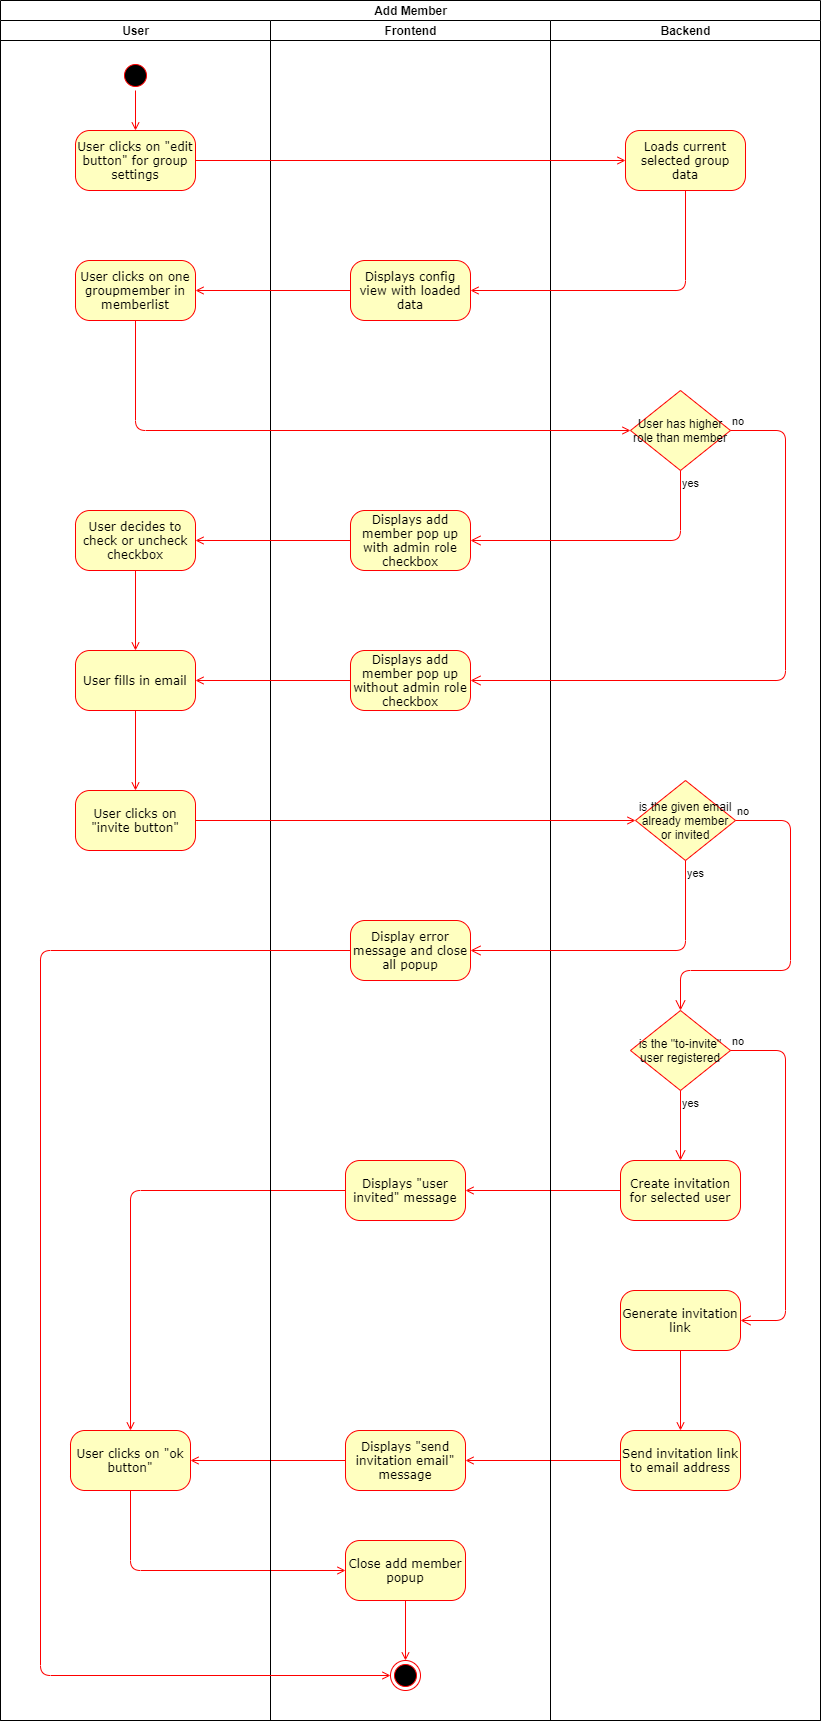 Add Member
User
Frontend
Backend
User clicks on "edit
button" for group
settings
Loads current
selected group
data
User clicks on one
groupmember in
memberlist
Displays config
view with loaded
data
User has higher
role than member
no
yes
User decides to
check or uncheck
checkbox
Displays add
member pop up
with admin role
checkbox
User fills in email
Displays add
member pop up
without admin role
checkbox
User clicks on
"invite button"
is the given email
already member
or invited
no
yes
Display error
message and close
all popup
is the "to-invite"
user registered
no
yes
Displays "user
invited" message
Create invitation
for selected user
Generate invitation
link
User clicks on "ok
button"
Displays "send
invitation email"
message
Send invitation link
to email address
Close add member
popup